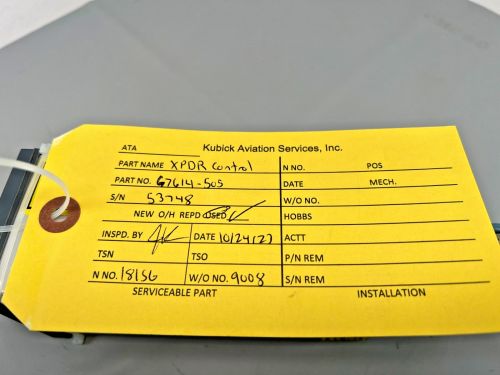 ATA Kubick Aviation Services, Inc.
PART NAME XPDR Control N NO. POS
PART NO. G7614-505 DATE MECH.
S/N 53748 W/O NO.
NEW O/H REPD USED HOBBS
INSPD. BY DATE 10/24/27 ACTT
TSN TSO P/N REM
N NO. 18156 W/O NO. 9008 S/N REM
SERVICEABLE PART INSTALLATION